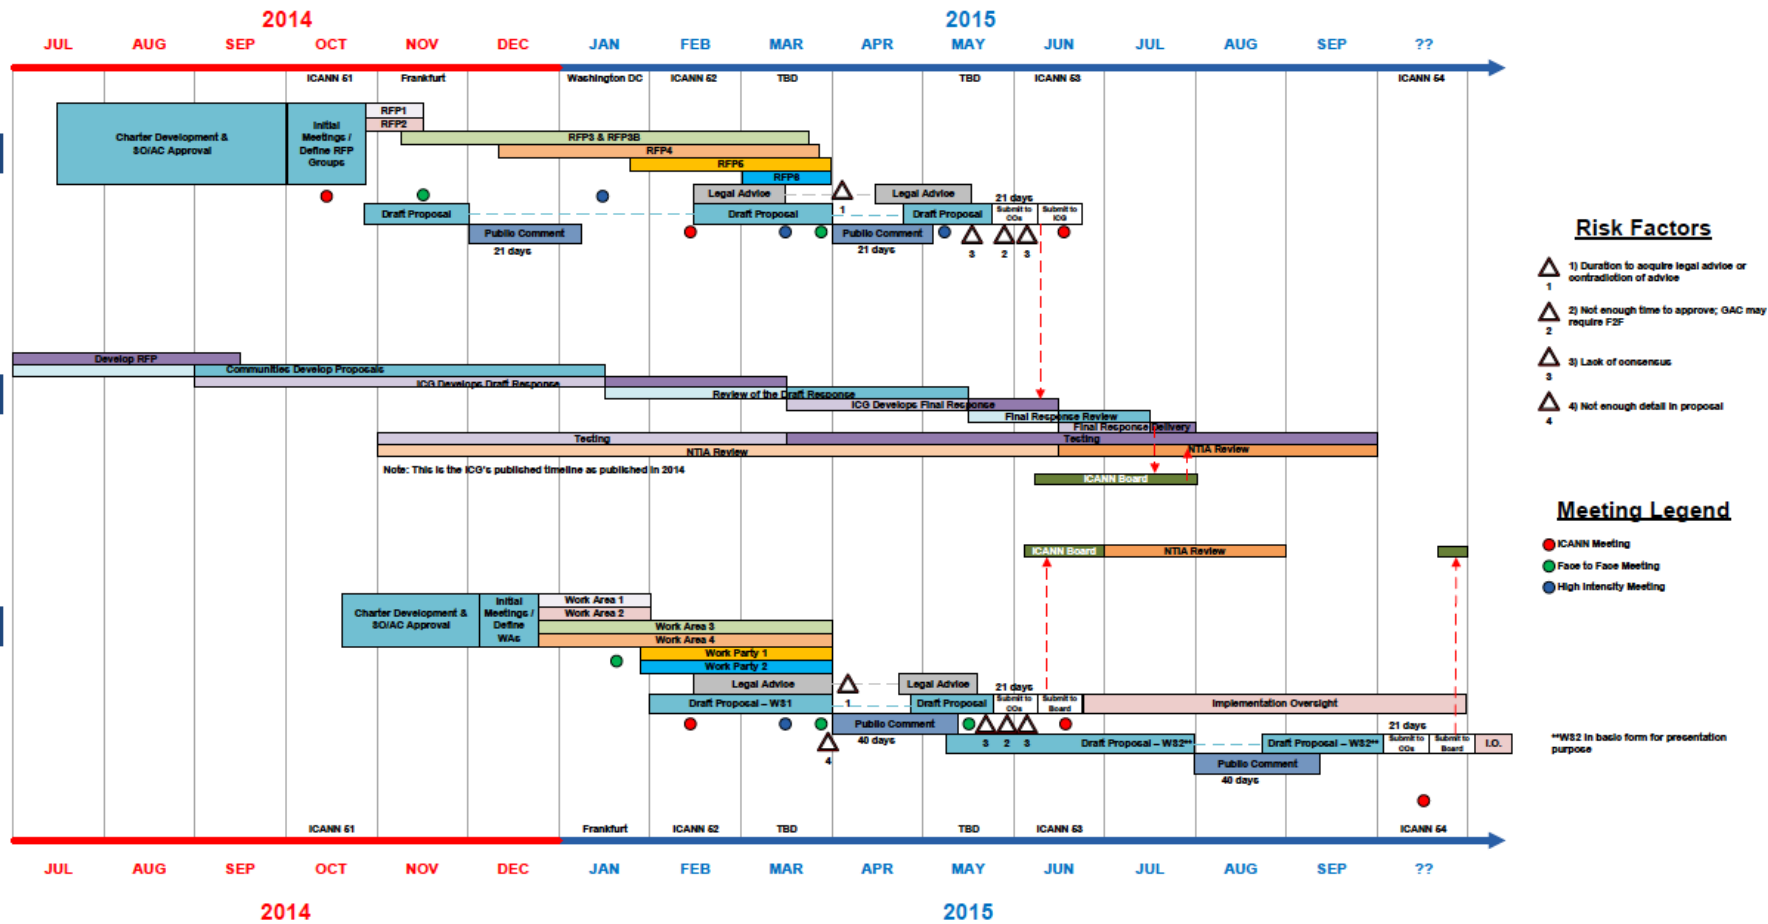 2014
2015
JUL AUG SEP OCT NOV DEC JAN FEB MAR APR MAY JUN JUL AUG SEP ??
ICANN 51 Frankfurt Washington DC ICANN 52 TBD TBD ICANN 53 ICANN 54
Charter Development &
SO/AC Approval
Initial
Meetings /
Define RFP
Groups
RFP1
RFP2
RFP3 & RFP3B
RFP4
RFP5
RFP6
Legal Advice
1
Legal Advice
21 days
Draft Proposal
Draft Proposal
Draft Proposal
Submit to
COs
Submit to
ICG
Public Comment
21 days
Public Comment
21 days
3 2 3
Develop RFP
Communities Develop Proposals
ICG Develops Draft Response
Review of the Draft Response
ICG Develops Final Response
Final Response Review
Final Response Delivery
Testing
Testing
NTIA Review
NTIA Review
Note: This is the ICG's published timeline as published in 2014
ICANN Board
ICANN Board
NTIA Review
Charter Development &
SO/AC Approval
Initial
Meetings /
Define
WAs
Work Area 1
Work Area 2
Work Area 3
Work Area 4
Work Party 1
Work Party 2
Legal Advice
Legal Advice
21 days
Draft Proposal – WS1
1
Draft Proposal
Submit to
COs
Submit to
Board
Implementation Oversight
Public Comment
40 days
4
3 2 3
Draft Proposal – WS2**
Draft Proposal – WS2**
21 days
Submit to
COs
Submit to
Board
I.O.
Public Comment
40 days
**WS2 in basic form for presentation
purpose
Risk Factors
1) Duration to acquire legal advice or
contradiction of advice
1
2) Not enough time to approve; GAC may
require F2F
2
3) Lack of consensus
3
4) Not enough detail in proposal
4
Meeting Legend
ICANN Meeting
Face to Face Meeting
High Intensity Meeting
ICANN 51 Frankfurt ICANN 52 TBD TBD ICANN 53 ICANN 54
JUL AUG SEP OCT NOV DEC JAN FEB MAR APR MAY JUN JUL AUG SEP ??
2014
2015